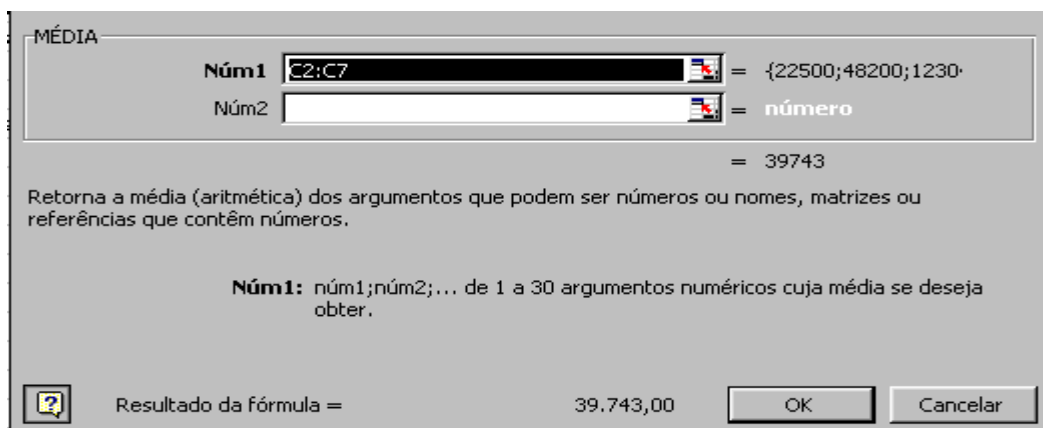 MÉDIA
Núm1 C2:C7 = {22500;48200;1230
Núm2 = número
= 39743
Retorna a média (aritmética) dos argumentos que podem ser números ou nomes, matrizes ou
referências que contêm números.
Núm1: núm1;núm2;... de 1 a 30 argumentos numéricos cuja média se deseja
obter.
? Resultado da fórmula = 39.743,00 OK Cancelar